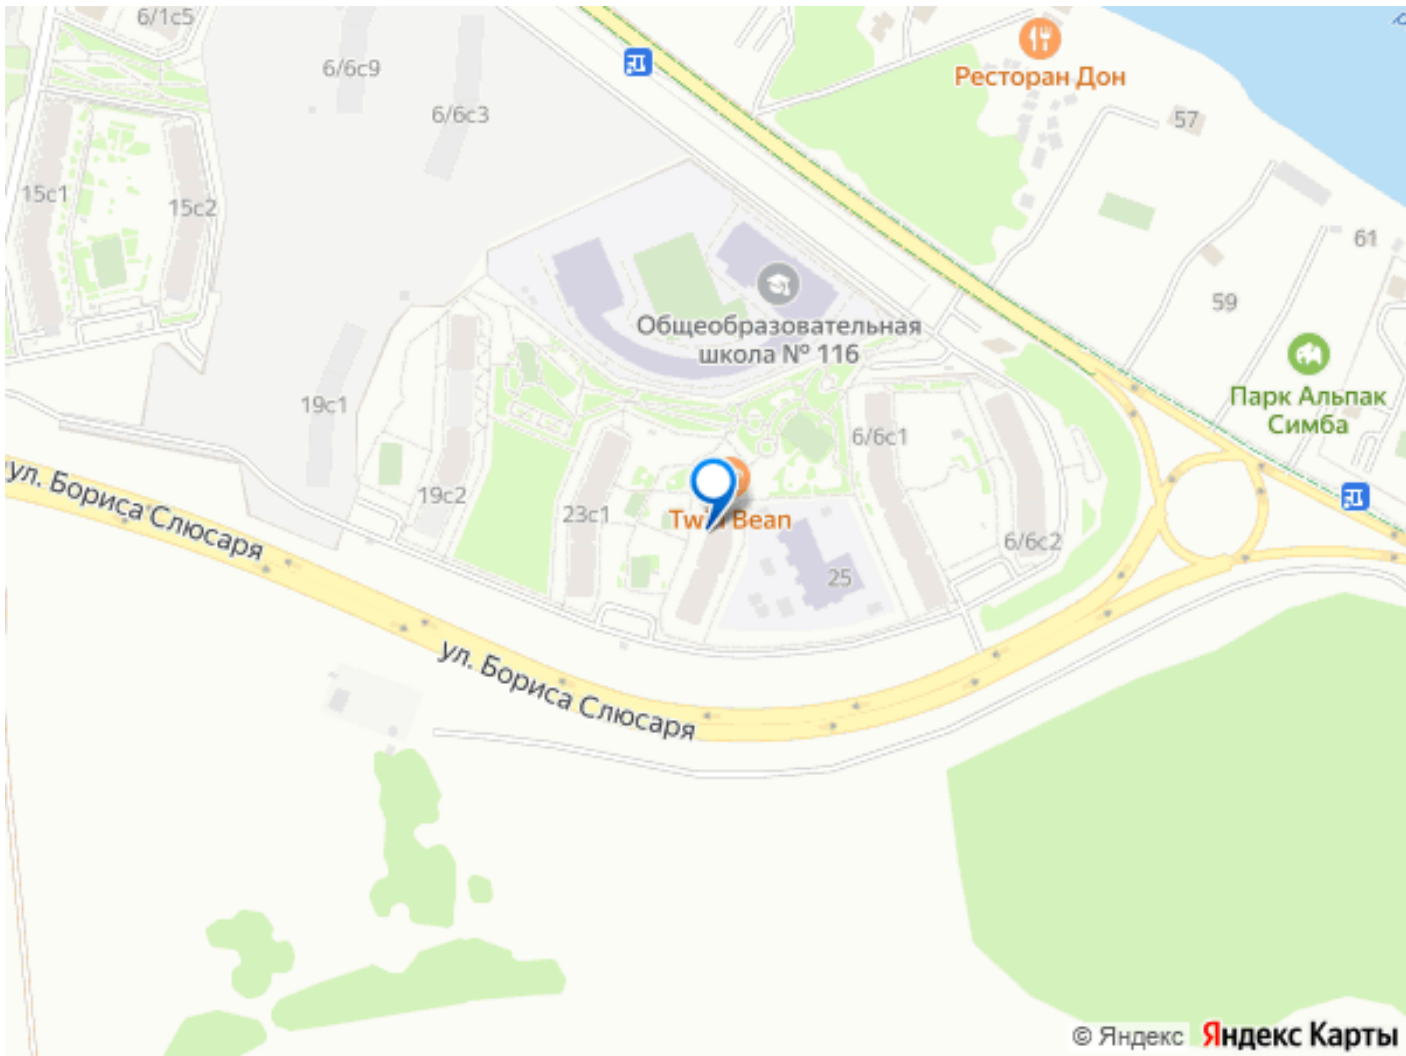 6/1с5
6/6с9
6/6с3
Ресторан Дон
57
15с1
15с2
61
59
Общеобразовательная
школа № 116
Парк Альпак
Симба
19с1
6/6с1
ул. Бориса Слюсаря
19с2
23с1
Bean
6/6с2
25
ул. Бориса Слюсаря
© Яндекс Яндекс Карты